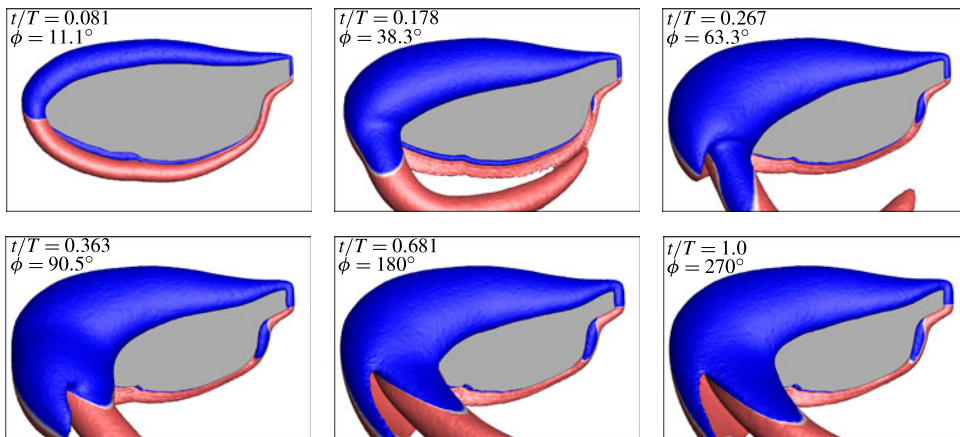 t/T = 0.081
ϕ = 11.1°
t/T = 0.178
ϕ = 38.3°
t/T = 0.267
ϕ = 63.3°
t/T = 0.363
ϕ = 90.5°
t/T = 0.681
ϕ = 180°
t/T = 1.0
ϕ = 270°